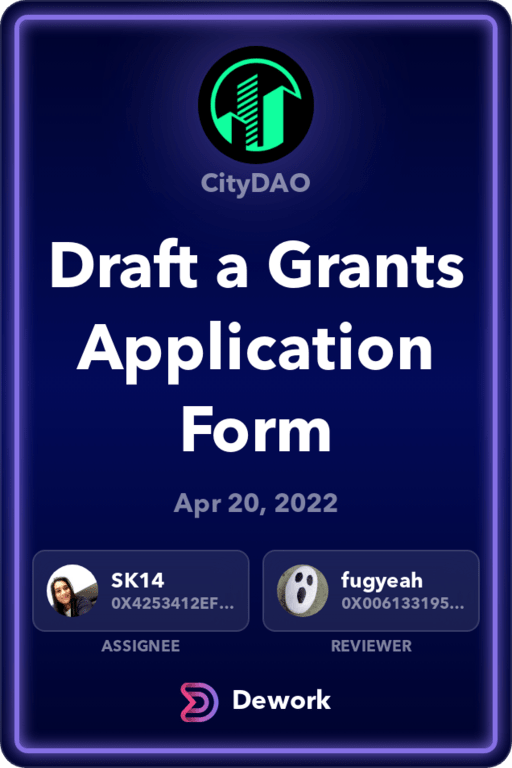 CityDAO
Draft a Grants
Application
Form
Apr 20, 2022
SK14
0X4253412EF...
ASSIGNEE
fugyeah
0X006133195...
REVIEWER
Dework